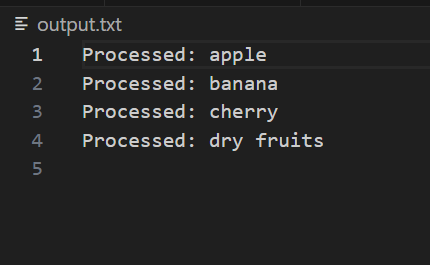 output.txt
1 Processed: apple
2 Processed: banana
3 Processed: cherry
4 Processed: dry fruits
5